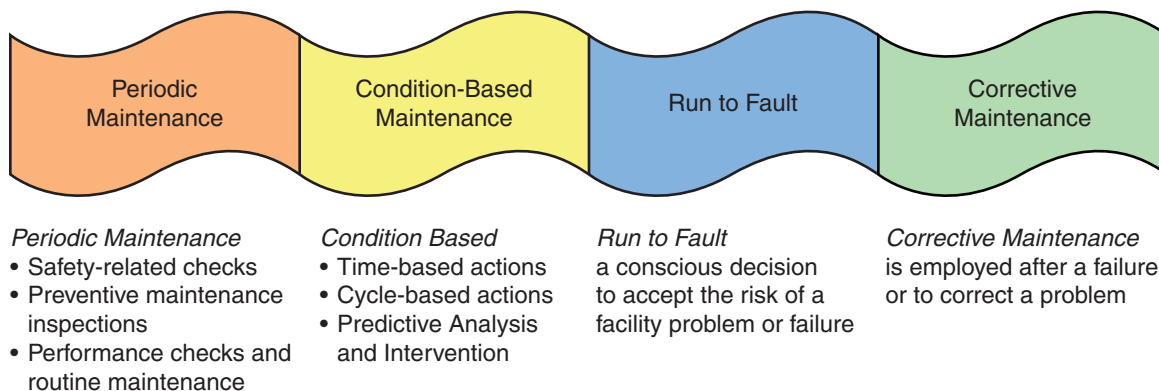 Periodic
Maintenance
Condition-Based
Maintenance
Run to Fault
Corrective
Maintenance
Periodic Maintenance
• Safety-related checks
• Preventive maintenance
inspections
• Performance checks and
routine maintenance
Condition Based
• Time-based actions
• Cycle-based actions
• Predictive Analysis
and Intervention
Run to Fault
a conscious decision
to accept the risk of a
facility problem or failure
Corrective Maintenance
is employed after a failure
or to correct a problem